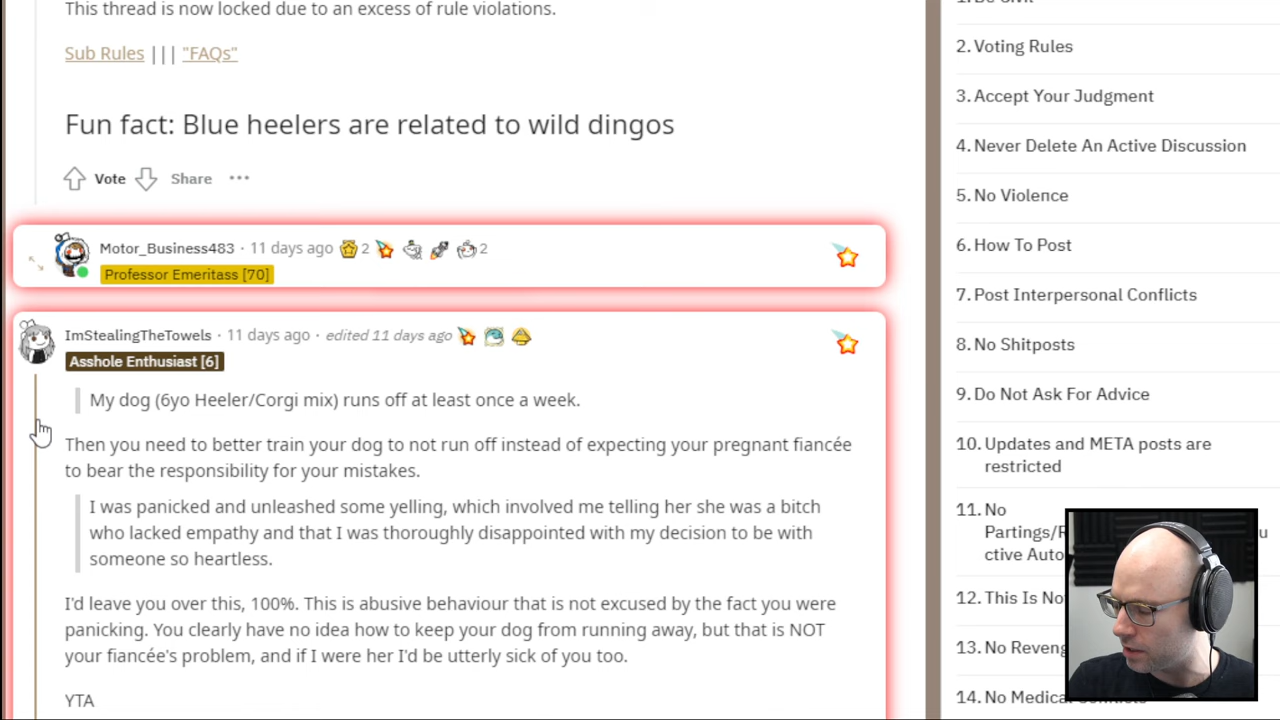 This thread is now locked due to an excess of rule violations.
Sub Rules ||| "FAQs"
Fun fact: Blue heelers are related to wild dingos
Vote Share •••
Motor_Business483 · 11 days ago 2 2
Professor Emeritass [70]
ImStealingTheTowels · 11 days ago · edited 11 days ago
Asshole Enthusiast [6]
My dog (6yo Heeler/Corgi mix) runs off at least once a week.
Then you need to better train your dog to not run off instead of expecting your pregnant fiancée
to bear the responsibility for your mistakes.
I was panicked and unleashed some yelling, which involved me telling her she was a bitch
who lacked empathy and that I was thoroughly disappointed with my decision to be with
someone so heartless.
I'd leave you over this, 100%. This is abusive behaviour that is not excused by the fact you were
panicking. You clearly have no idea how to keep your dog from running away, but that is NOT
your fiancée's problem, and if I were her I'd be utterly sick of you too.
YTA
2. Voting Rules
3. Accept Your Judgment
4. Never Delete An Active Discussion
5. No Violence
6. How To Post
7. Post Interpersonal Conflicts
8. No Shitposts
9. Do Not Ask For Advice
10. Updates and META posts are
restricted
11. No
Partings/
ctive Auto
12. This Is No
13. No Reveng
14. No Medical